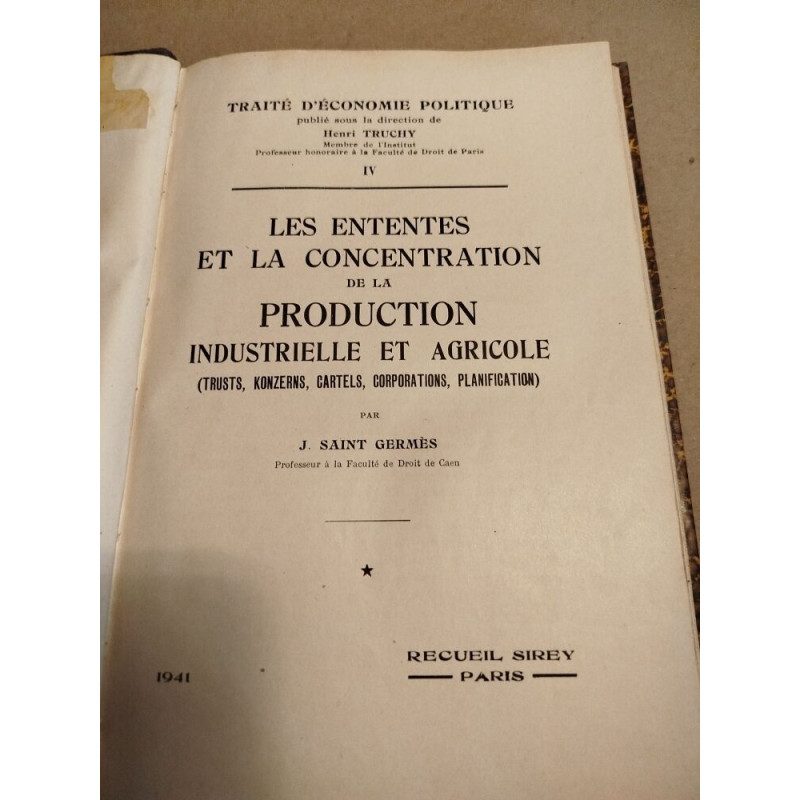 TRAITÉ D'ÉCONOMIE POLITIQUE
publié sous la direction de
Henri TRUCHY
Membre de l'Institut
Professeur honoraire à la Faculté de Droit de Paris
IV
LES ENTENTES
ET LA CONCENTRATION
DE LA
PRODUCTION
INDUSTRIELLE ET AGRICOLE
(TRUSTS, KONZERNS, CARTELS, CORPORATIONS, PLANIFICATION)
PAR
J. SAINT GERMÈS
Professeur à la Faculté de Droit de Caen
★
1941
RECUEIL SIREY
PARIS